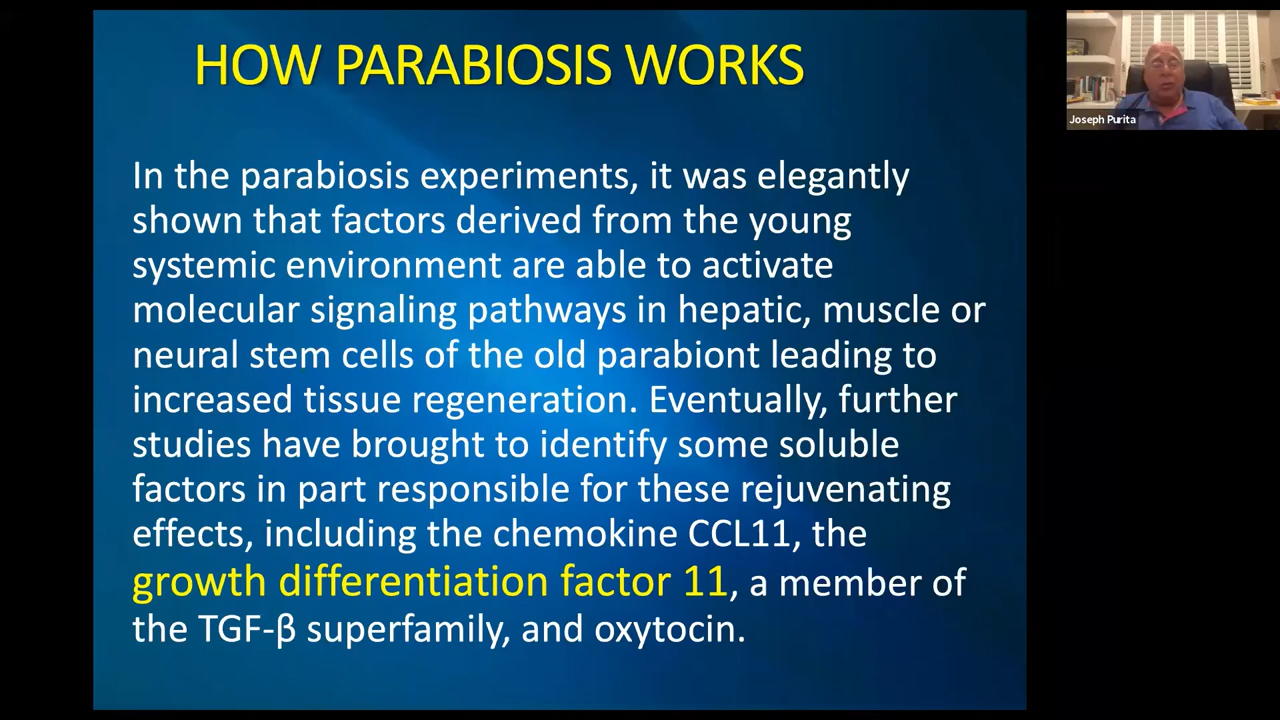 HOW PARABIOSIS WORKS
In the parabiosis experiments, it was elegantly
shown that factors derived from the young
systemic environment are able to activate
molecular signaling pathways in hepatic, muscle or
neural stem cells of the old parabiont leading to
increased tissue regeneration. Eventually, further
studies have brought to identify some soluble
factors in part responsible for these rejuvenating
effects, including the chemokine CCL11, the
growth differentiation factor 11, a member of
the TGF-β superfamily, and oxytocin.
Joseph Purita